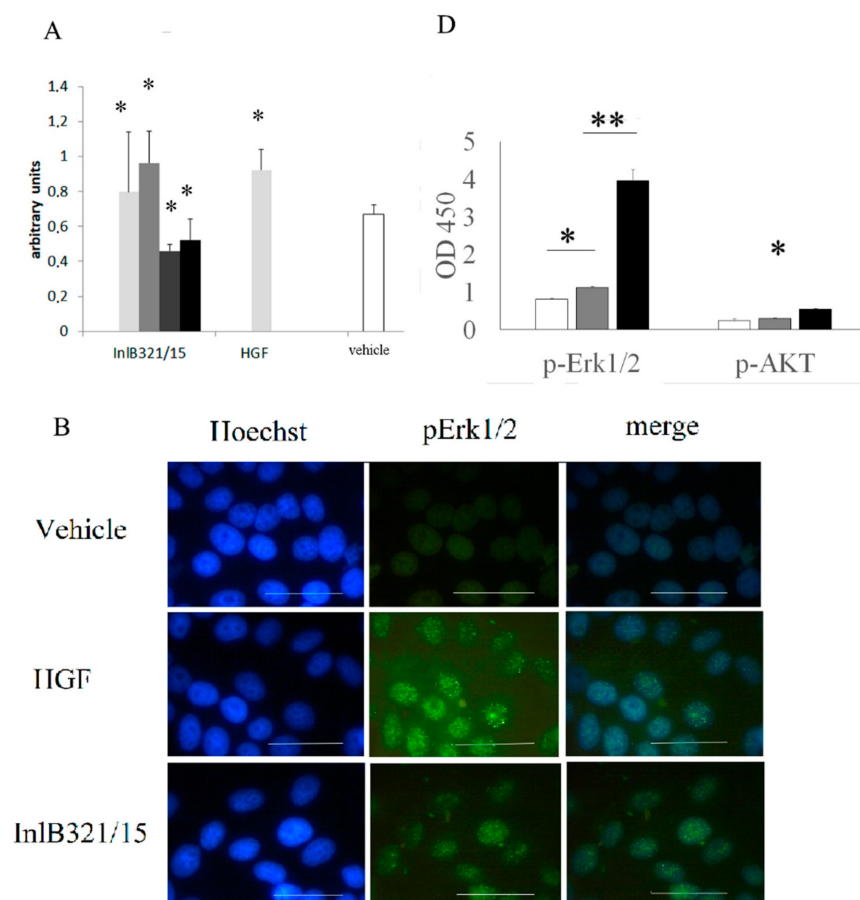 A
1,4
1,2
1
0,8
0,6
0,4
0,2
0
arbitrary units
* * * * *
InlB321/15 HGF vehicle
D
5
4
3
2
1
0
OD 450
* ** *
p-Erk1/2 p-AKT
B
Hoechst pErk1/2 merge
Vehicle
HGF
InlB321/15